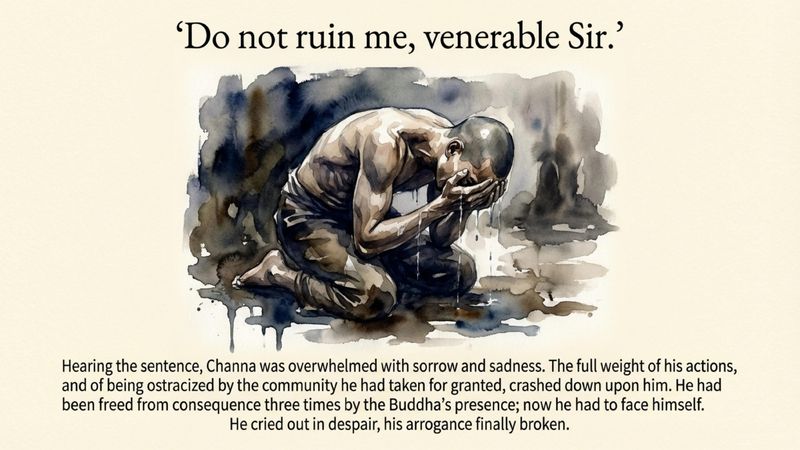 ‘Do not ruin me, venerable Sir.’
Hearing the sentence, Channa was overwhelmed with sorrow and sadness. The full weight of his actions,
and of being ostracized by the community he had taken for granted, crashed down upon him. He had
been freed from consequence three times by the Buddha’s presence; now he had to face himself.
He cried out in despair, his arrogance finally broken.